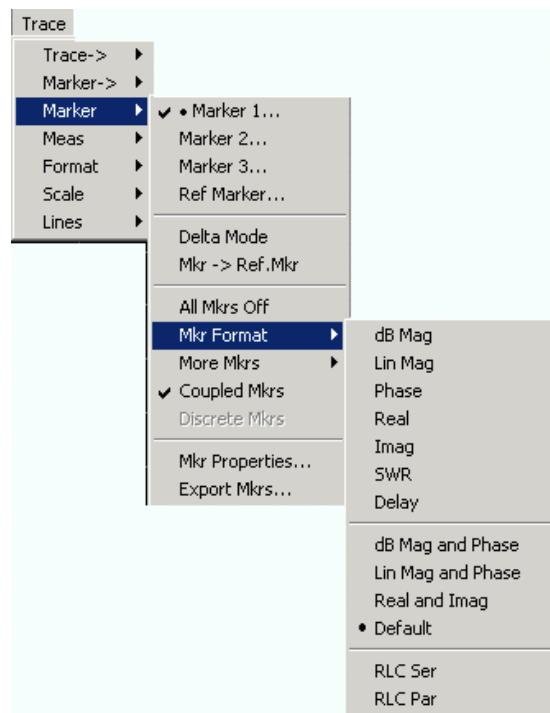 Trace
Trace->
Marker->
Marker
Meas
Format
Scale
Lines
Marker 1...
Marker 2...
Marker 3...
Ref Marker...
Delta Mode
Mkr -> Ref.Mkr
All Mkrs Off
Mkr Format
More Mkrs
Coupled Mkrs
Discrete Mkrs
Mkr Properties...
Export Mkrs...
dB Mag
Lin Mag
Phase
Real
Imag
SWR
Delay
dB Mag and Phase
Lin Mag and Phase
Real and Imag
Default
RLC Ser
RLC Par